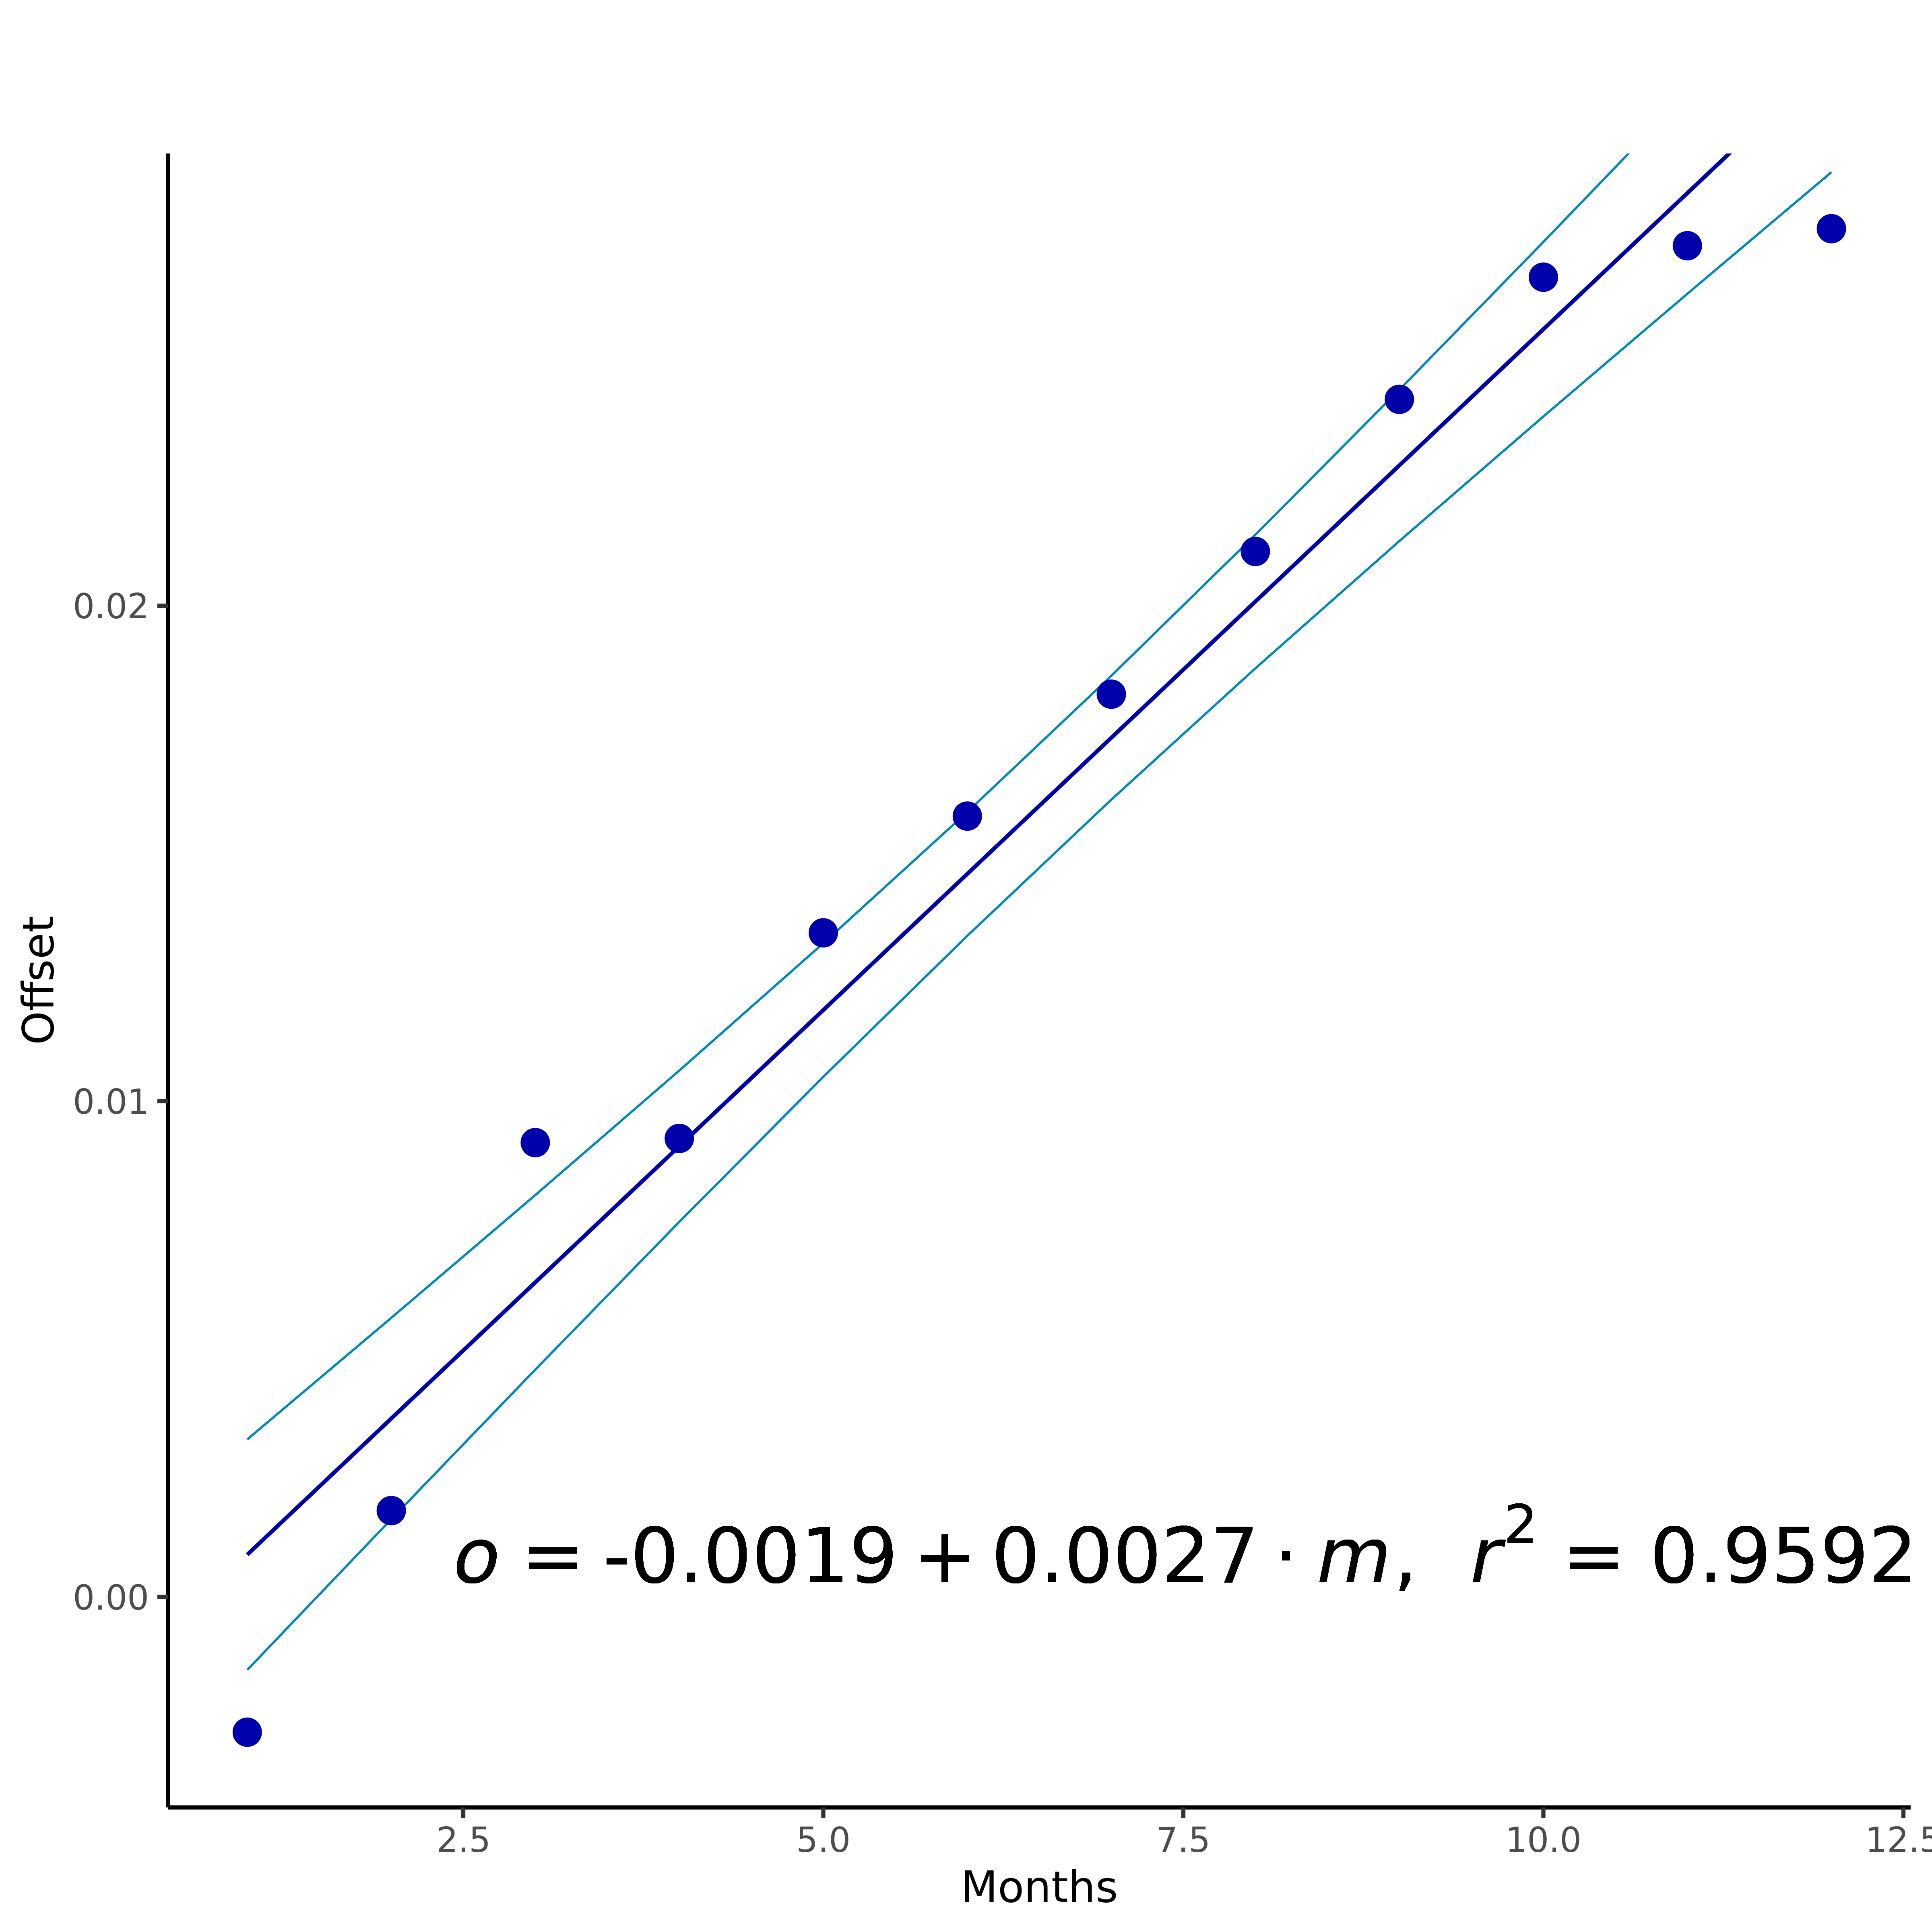 0.02
0.01
0.00
Offset
o = -0.0019 + 0.0027 · m, r² = 0.9592
2.5 5.0 7.5 10.0 12.5
Months